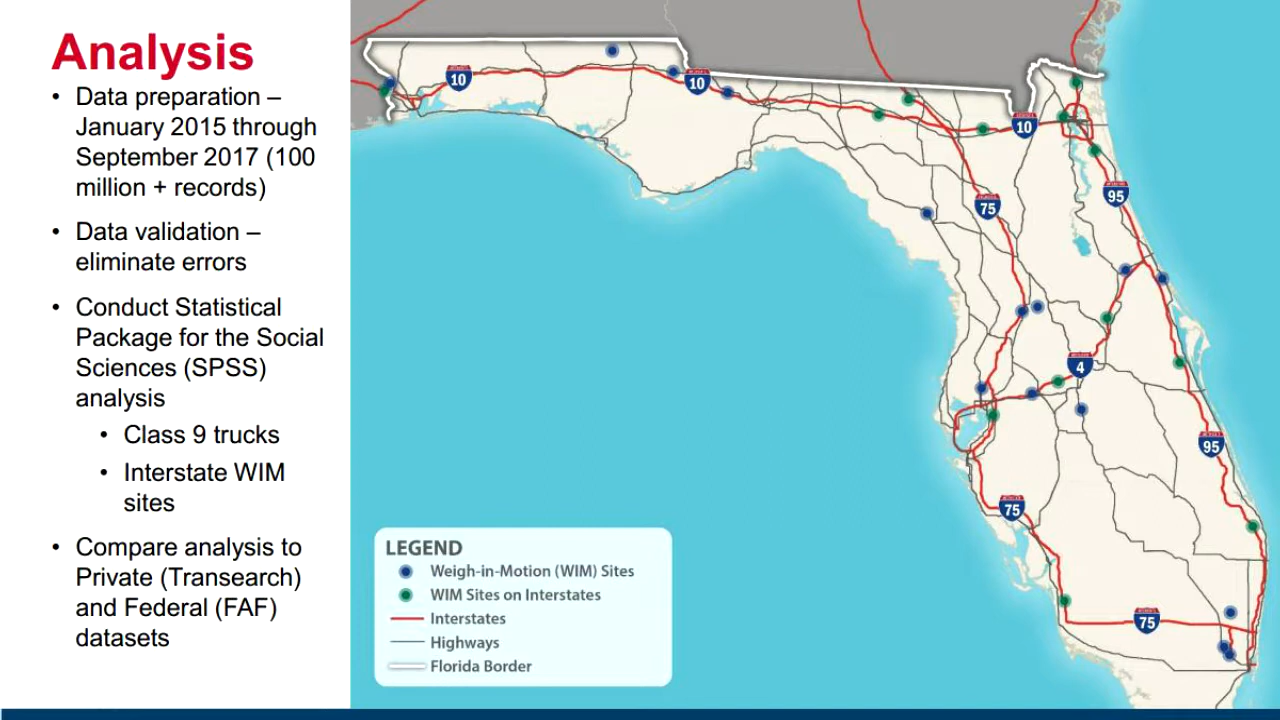 Analysis
• Data preparation –
January 2015 through
September 2017 (100
million + records)
• Data validation –
eliminate errors
• Conduct Statistical
Package for the Social
Sciences (SPSS)
analysis
• Class 9 trucks
• Interstate WIM
sites
• Compare analysis to
Private (Transearch)
and Federal (FAF)
datasets
10
10
10
95
75
4
95
75
75
LEGEND
Weigh-in-Motion (WIM) Sites
WIM Sites on Interstates
Interstates
Highways
Florida Border